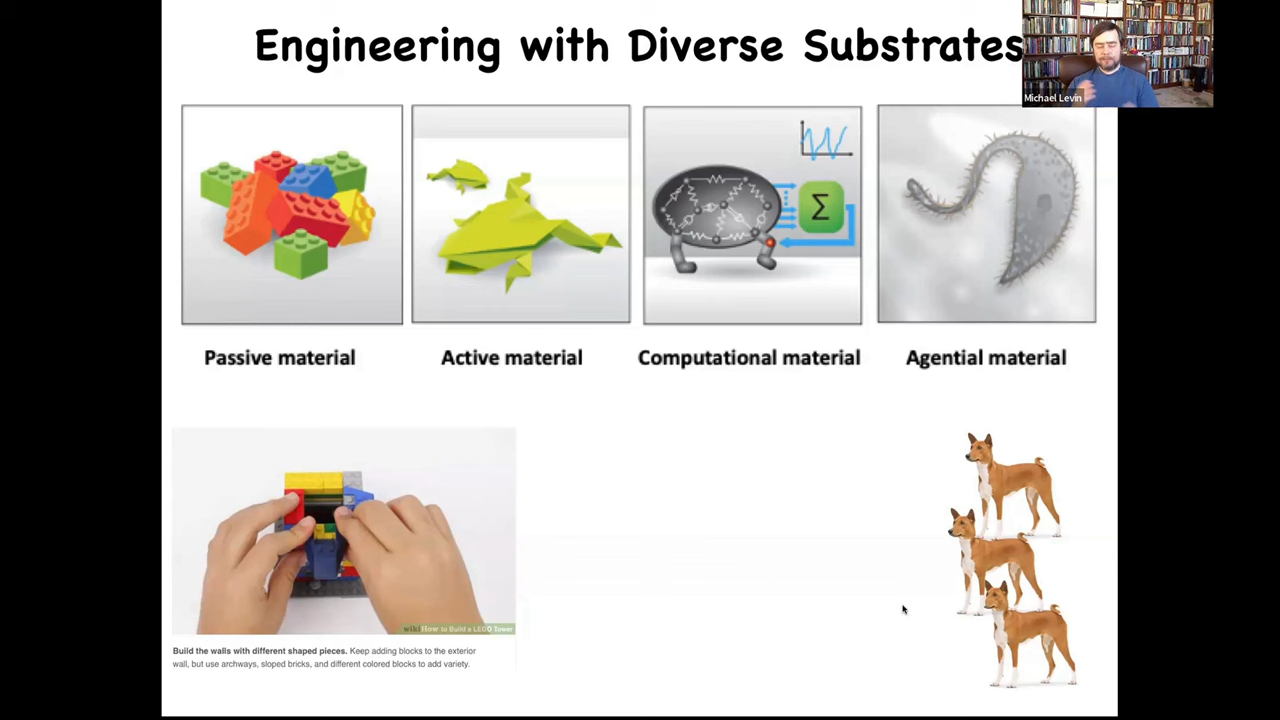 Engineering with Diverse Substrates
Michael Levin
Σ
Passive material
Active material
Computational material
Agential material
wikiHow to Build a LEGO Tower
Build the walls with different shaped pieces. Keep adding blocks to the exterior
wall, but use archways, sloped bricks, and different colored blocks to add variety.